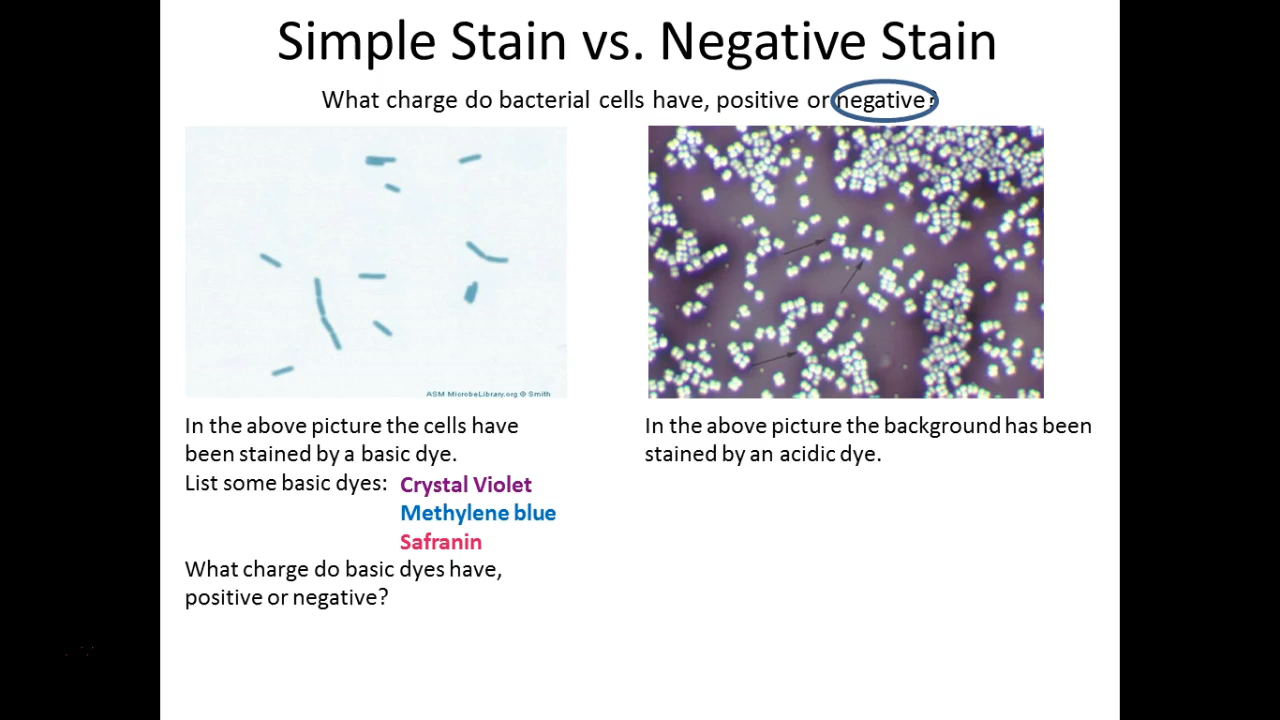 Simple Stain vs. Negative Stain
What charge do bacterial cells have, positive or negative?
ASM MicrobeLibrary.org © Smith
In the above picture the cells have
been stained by a basic dye.
List some basic dyes: Crystal Violet
Methylene blue
Safranin
What charge do basic dyes have,
positive or negative?
In the above picture the background has been
stained by an acidic dye.